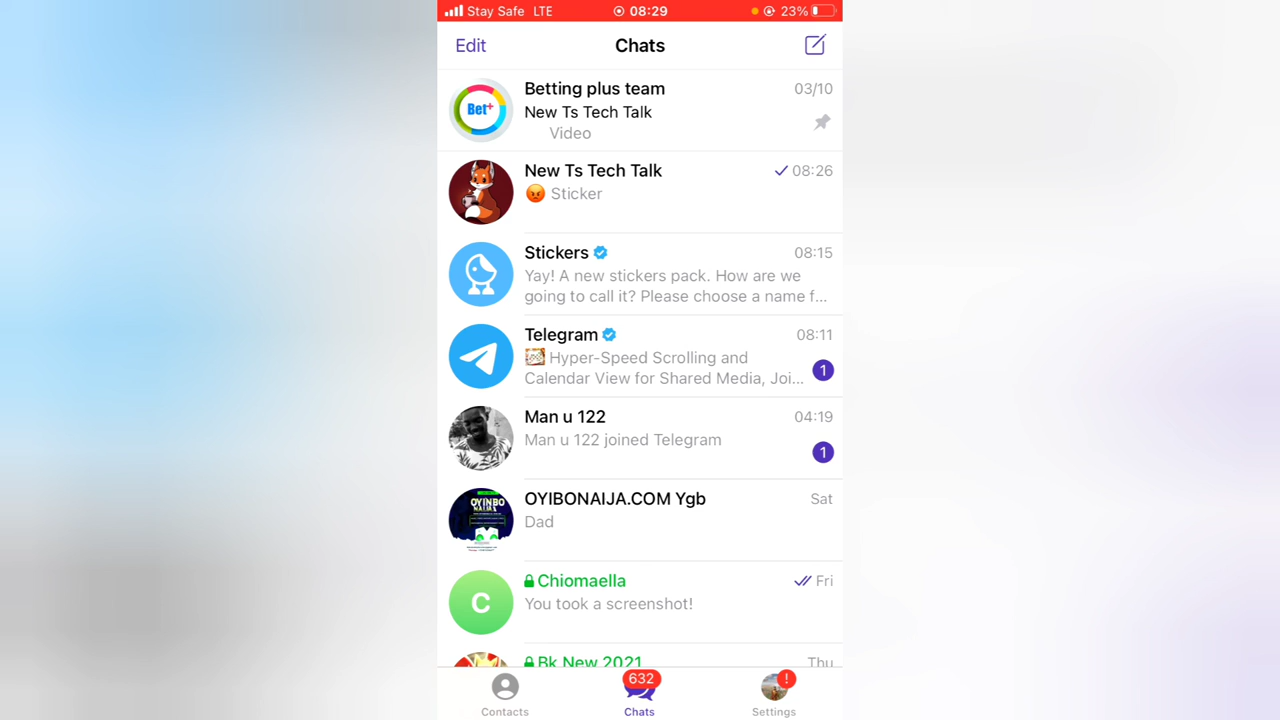 Stay Safe LTE 08:29 23%
Edit Chats
Betting plus team 03/10
Bet+
New Ts Tech Talk
Video
New Ts Tech Talk 08:26
😡 Sticker
Stickers 08:15
Yay! A new stickers pack. How are we
going to call it? Please choose a name f...
Telegram 08:11
Hyper-Speed Scrolling and
Calendar View for Shared Media, Joi... 1
Man u 122 04:19
Man u 122 joined Telegram
1
OYIBONAIJA.COM Ygb Sat
OYINBO
NAIJA
Dad
Chiomaella Fri
C
You took a screenshot!
Bk New 2021 Thu
632 !
Contacts Chats Settings